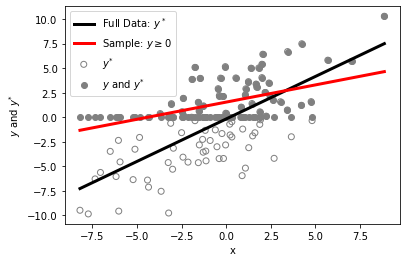 Full Data: y*
Sample: y ≥ 0
y*
y and y*
10.0
7.5
5.0
2.5
0.0
−2.5
−5.0
−7.5
−10.0
y and y*
−7.5 −5.0 −2.5 0.0 2.5 5.0 7.5
x